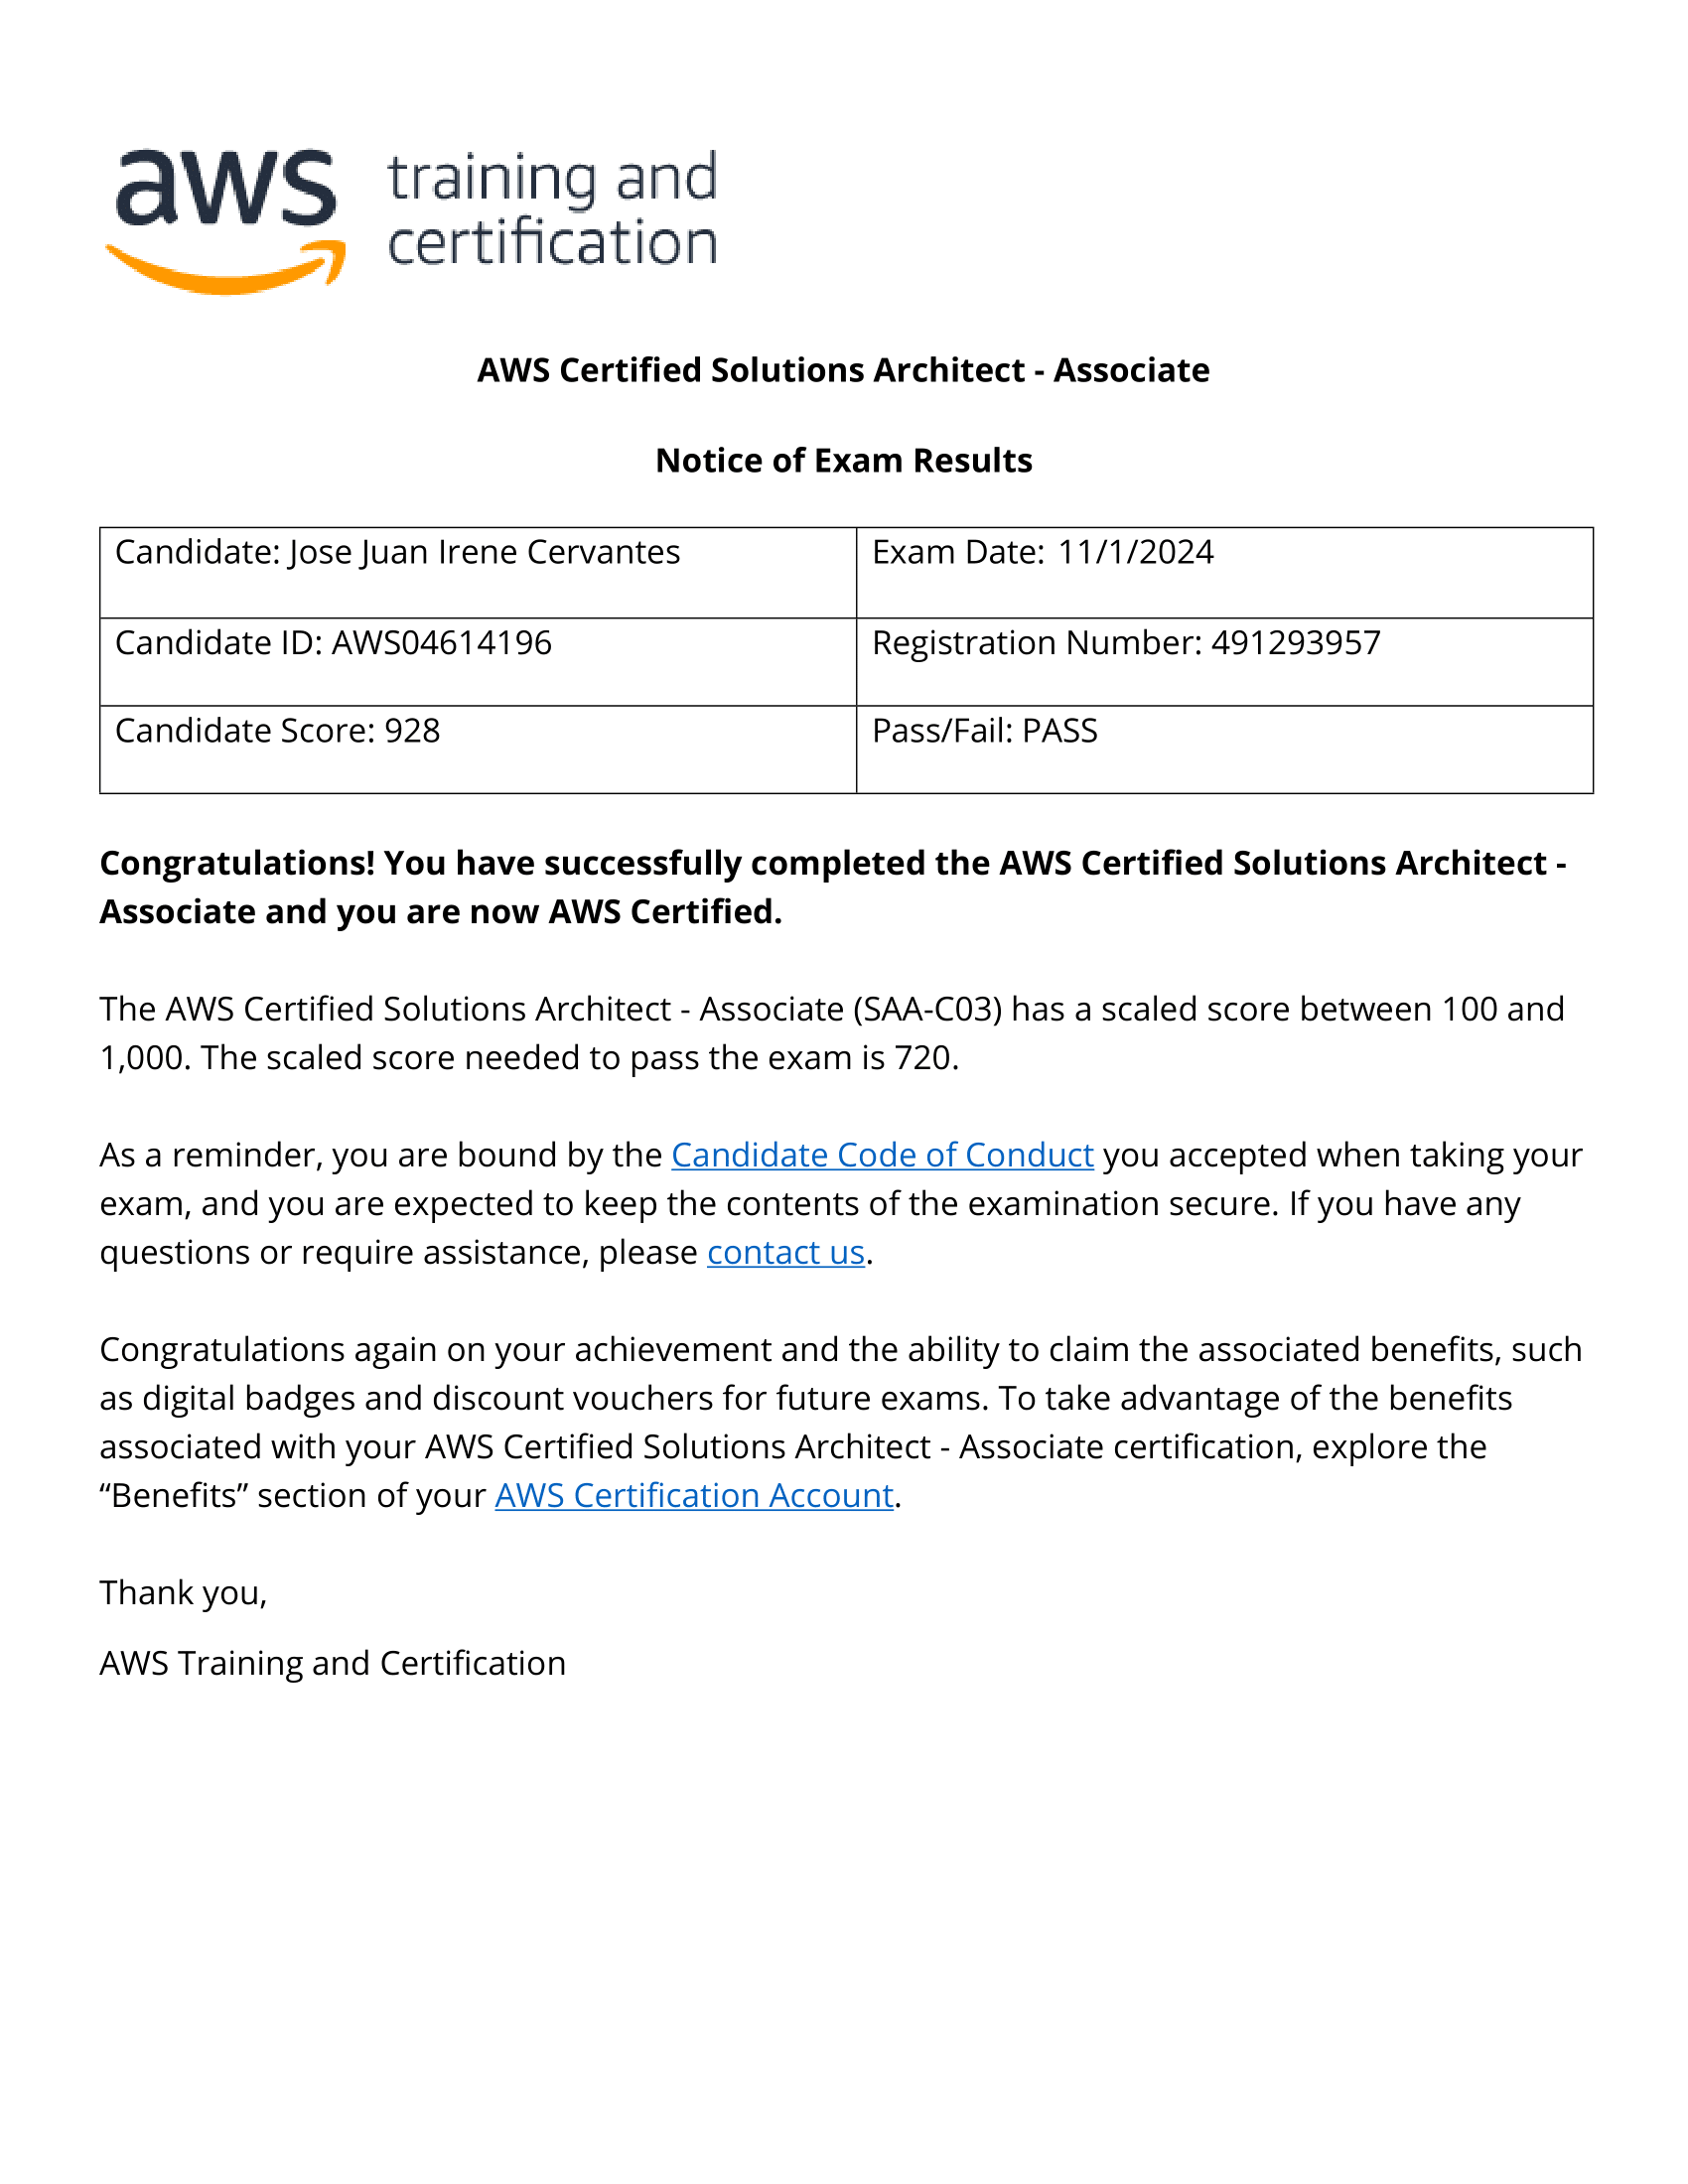 aws training and
certification
AWS Certified Solutions Architect - Associate
Notice of Exam Results
Candidate: Jose Juan Irene Cervantes
Exam Date: 11/1/2024
Candidate ID: AWS04614196
Registration Number: 491293957
Candidate Score: 928
Pass/Fail: PASS
Congratulations! You have successfully completed the AWS Certified Solutions Architect -
Associate and you are now AWS Certified.
The AWS Certified Solutions Architect - Associate (SAA-C03) has a scaled score between 100 and
1,000. The scaled score needed to pass the exam is 720.
As a reminder, you are bound by the Candidate Code of Conduct you accepted when taking your
exam, and you are expected to keep the contents of the examination secure. If you have any
questions or require assistance, please contact us.
Congratulations again on your achievement and the ability to claim the associated benefits, such
as digital badges and discount vouchers for future exams. To take advantage of the benefits
associated with your AWS Certified Solutions Architect - Associate certification, explore the
“Benefits” section of your AWS Certification Account.
Thank you,
AWS Training and Certification